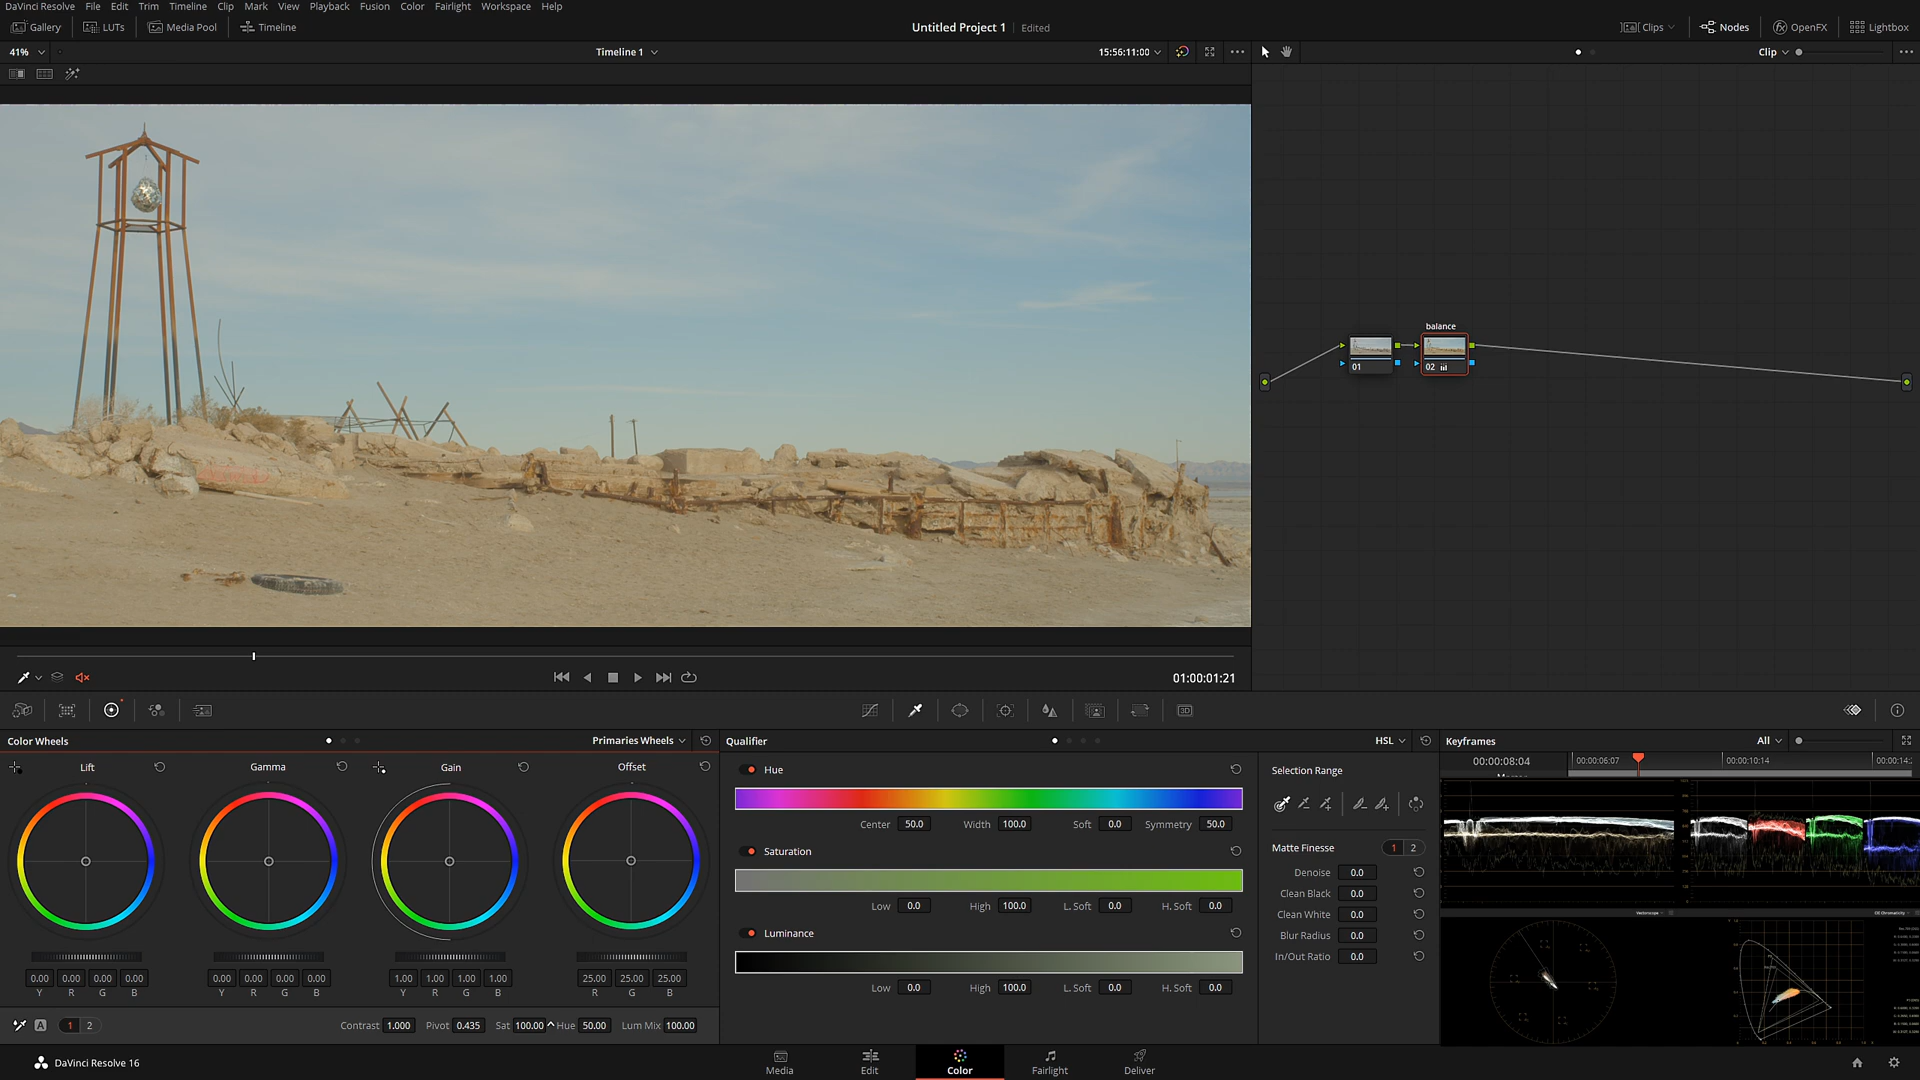 DaVinci Resolve File Edit Trim Timeline Clip Mark View Playback Fusion Color Fairlight Workspace Help
Gallery LUTs Media Pool Timeline Untitled Project 1 Edited Clips Nodes OpenFX Lightbox
41% Timeline 1 15:56:11:00 Clip
balance
01 02
01:00:01:21
Color Wheels Primaries Wheels Qualifier HSL Keyframes All
Lift Gamma Gain Offset Hue Selection Range 00:00:08:04 00:00:06:07 00:00:10:14 00:00:14:
Center 50.0 Width 100.0 Soft 0.0 Symmetry 50.0
Saturation Matte Finesse 1 2
Denoise 0.0
Clean Black 0.0
Low 0.0 High 100.0 L. Soft 0.0 H. Soft 0.0
Clean White 0.0
Luminance Blur Radius 0.0
In/Out Ratio 0.0
0.00 0.00 0.00 0.00 0.00 0.00 0.00 0.00 1.00 1.00 1.00 1.00 25.00 25.00 25.00
Low 0.0 High 100.0 L. Soft 0.0 H. Soft 0.0
Y R G B Y R G B Y R G B R G B
A 1 2 Contrast 1.000 Pivot 0.435 Sat 100.00 Hue 50.00 Lum Mix 100.00
DaVinci Resolve 16 Media Edit Color Fairlight Deliver
3D